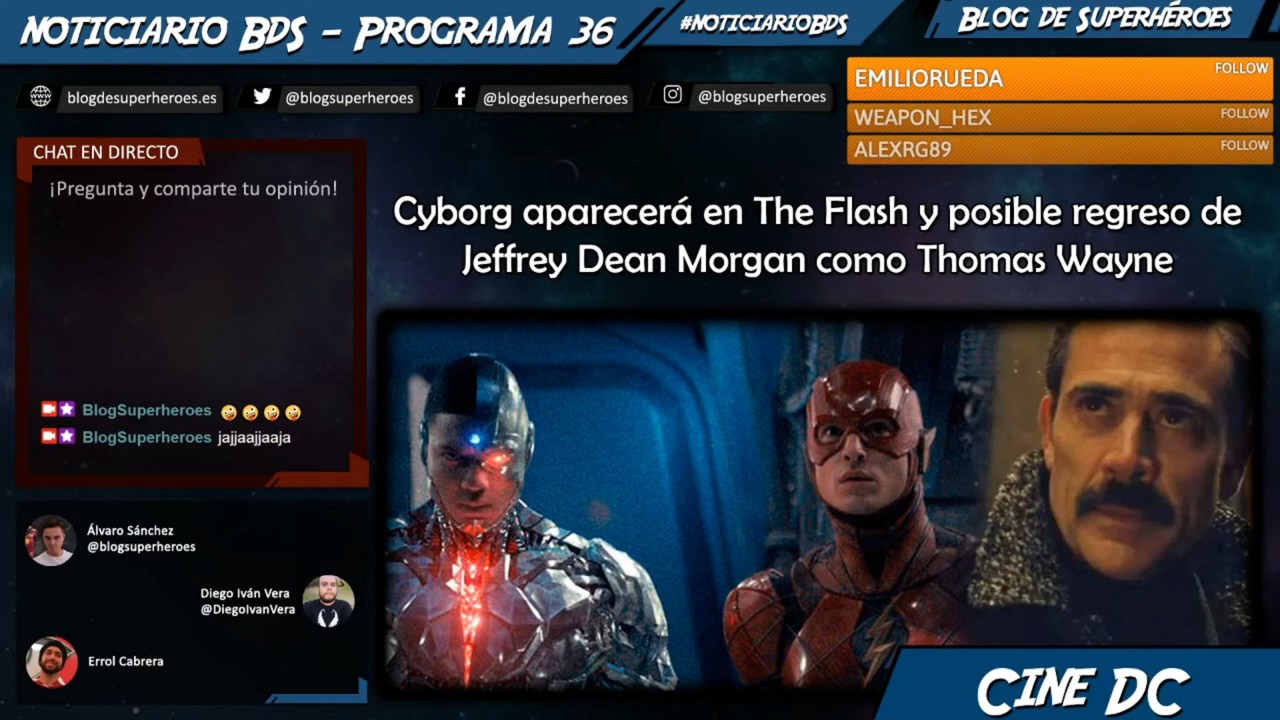 NOTICIARIO BDS – PROGRAMA 36
#NOTICIARIOBDS
BLOG DE SUPERHÉROES
www
blogdesuperheroes.es
@blogsuperheroes
@blogdesuperheroes
@blogsuperheroes
EMILIORUEDA FOLLOW
WEAPON_HEX FOLLOW
ALEXRG89 FOLLOW
CHAT EN DIRECTO
¡Pregunta y comparte tu opinión!
BlogSuperheroes 🤪 🤪 🤪 🤪
BlogSuperheroes jajjaajjaaja
Cyborg aparecerá en The Flash y posible regreso de
Jeffrey Dean Morgan como Thomas Wayne
Álvaro Sánchez
@blogsuperheroes
Diego Iván Vera
@DiegoIvanVera
Errol Cabrera
CINE DC